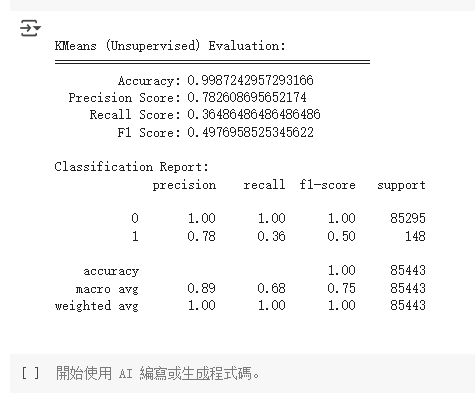 KMeans (Unsupervised) Evaluation:
Accuracy: 0.9987242957293166
Precision Score: 0.782608695652174
Recall Score: 0.36486486486486486
F1 Score: 0.4976958525345622
Classification Report:
precision recall f1-score support
0 1.00 1.00 1.00 85295
1 0.78 0.36 0.50 148
accuracy 1.00 85443
macro avg 0.89 0.68 0.75 85443
weighted avg 1.00 1.00 1.00 85443
[ ] 開始使用 AI 編寫或生成程式碼。